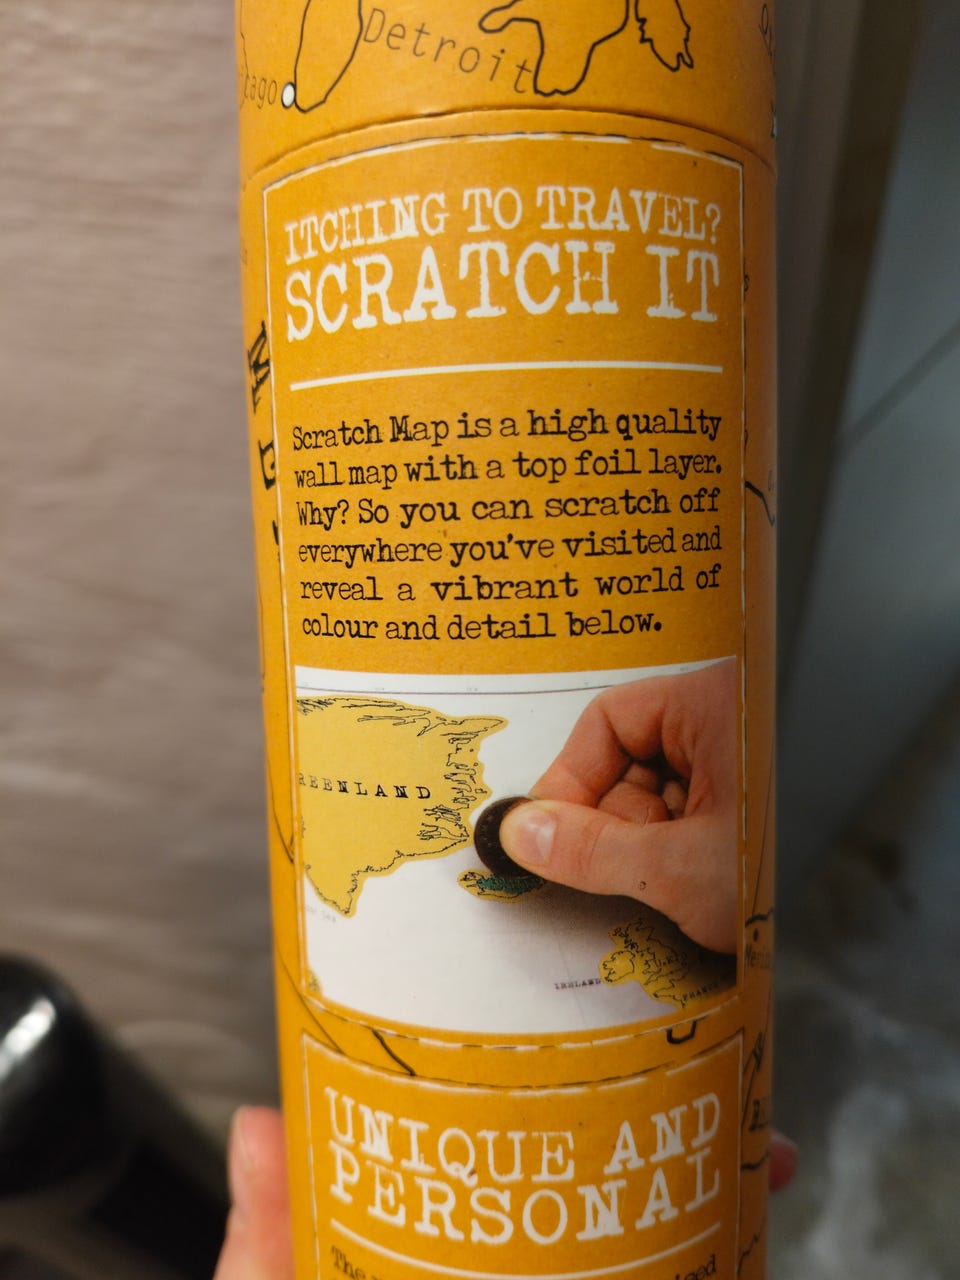 Detroit
ITCHING TO TRAVEL?
SCRATCH IT
Scratch Map is a high quality
wall map with a top foil layer.
Why? So you can scratch off
everywhere you've visited and
reveal a vibrant world of
colour and detail below.
REENLAND
IRELAND
FRANCE
UNIQUE AND
PERSONAL
The